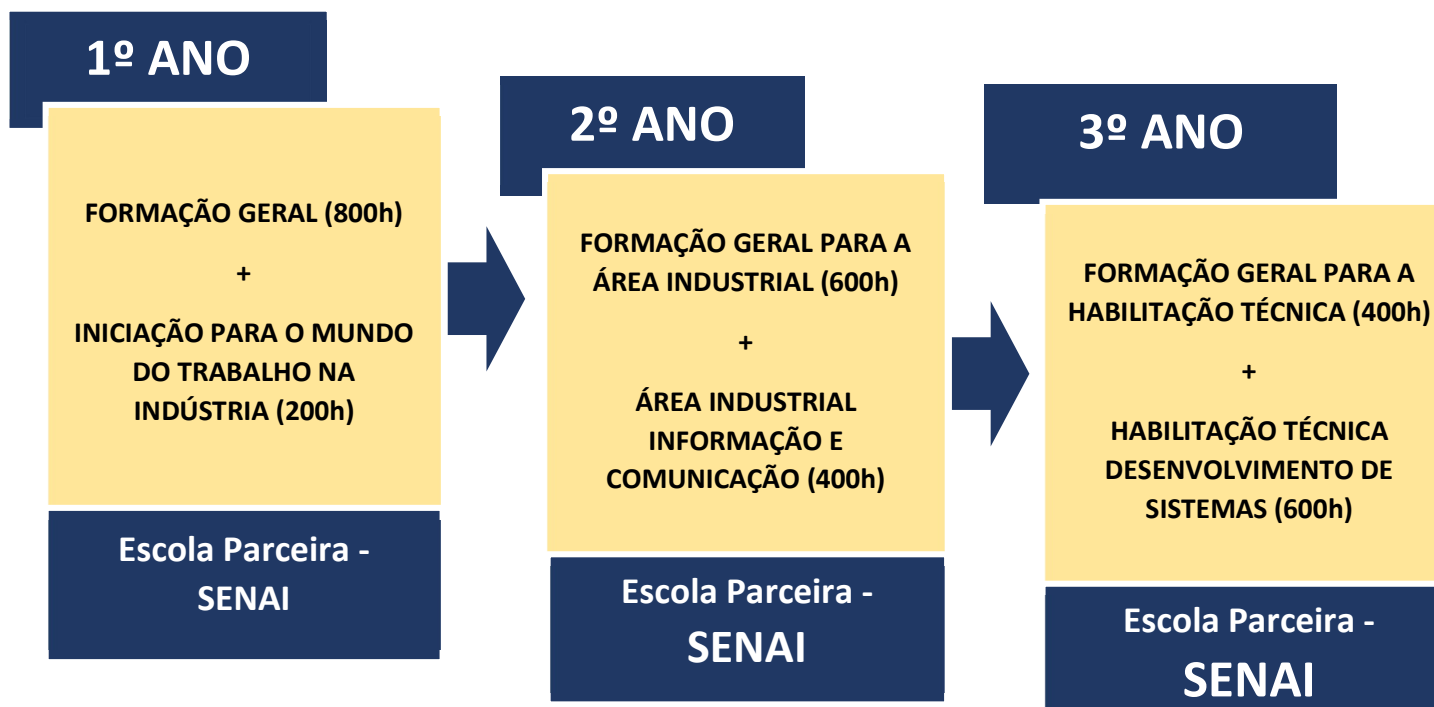 1º ANO
FORMAÇÃO GERAL (800h)
+
INICIAÇÃO PARA O MUNDO
DO TRABALHO NA
INDÚSTRIA (200h)
Escola Parceira -
SENAI
2º ANO
FORMAÇÃO GERAL PARA A
ÁREA INDUSTRIAL (600h)
+
ÁREA INDUSTRIAL
INFORMAÇÃO E
COMUNICAÇÃO (400h)
Escola Parceira -
SENAI
3º ANO
FORMAÇÃO GERAL PARA A
HABILITAÇÃO TÉCNICA (400h)
+
HABILITAÇÃO TÉCNICA
DESENVOLVIMENTO DE
SISTEMAS (600h)
Escola Parceira -
SENAI